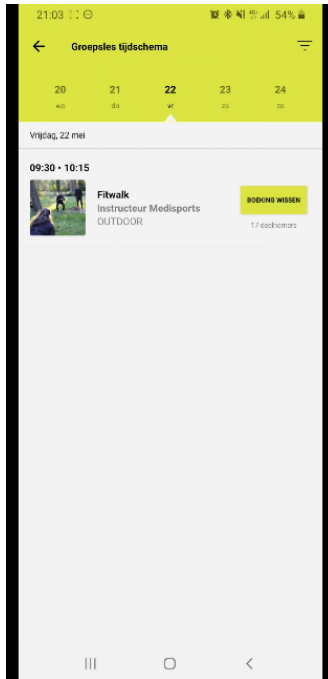 21:03
54%
Groepsles tijdschema
20 21 22 23 24
wo do vr za zo
Vrijdag, 22 mei
09:30 • 10:15
Fitwalk
Instructeur Medisports
OUTDOOR
BOEKING WISSEN
17 deelnemers